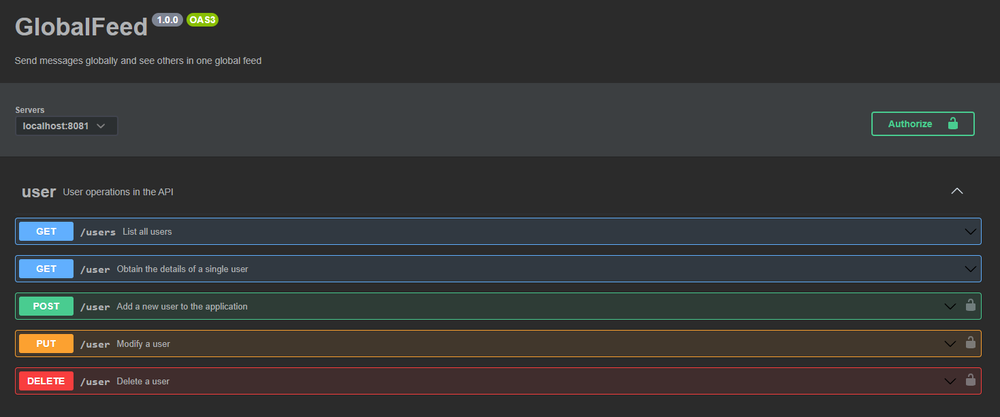 GlobalFeed 1.0.0 OAS3
Send messages globally and see others in one global feed
Servers
localhost:8081
Authorize
user User operations in the API
GET /users List all users
GET /user Obtain the details of a single user
POST /user Add a new user to the application
PUT /user Modify a user
DELETE /user Delete a user